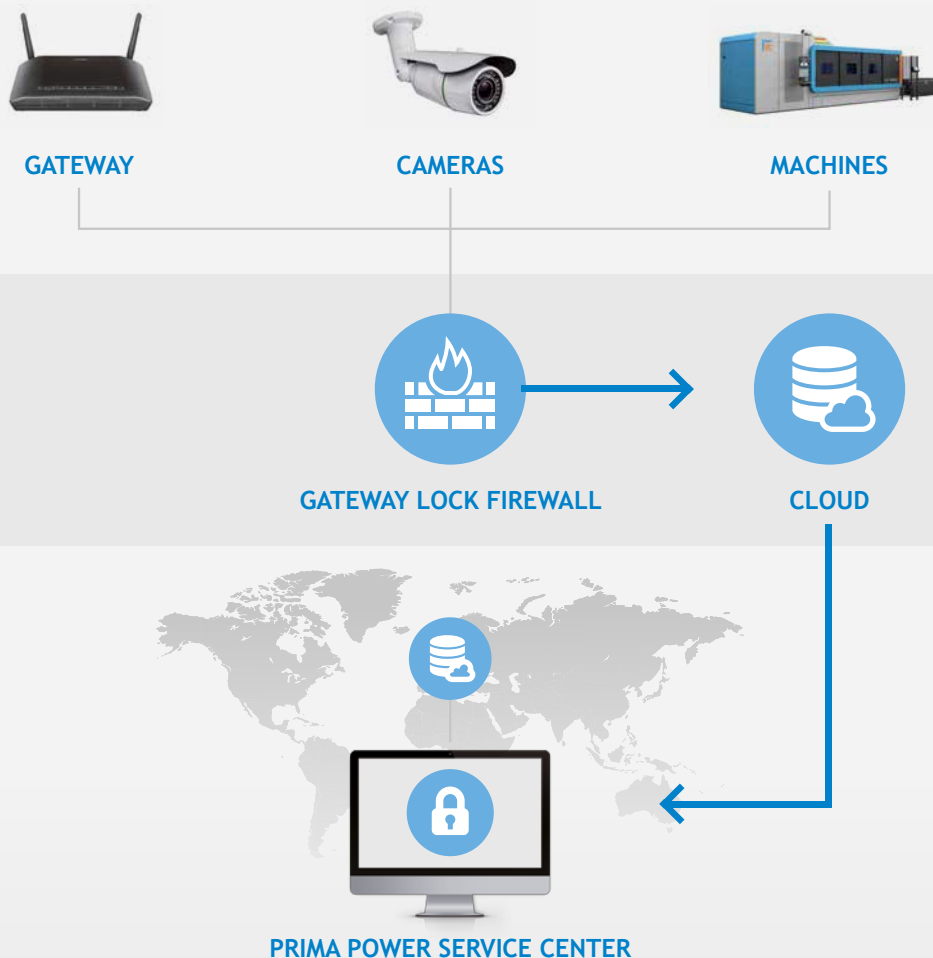 GATEWAY
CAMERAS
MACHINES
GATEWAY LOCK FIREWALL
CLOUD
PRIMA POWER SERVICE CENTER